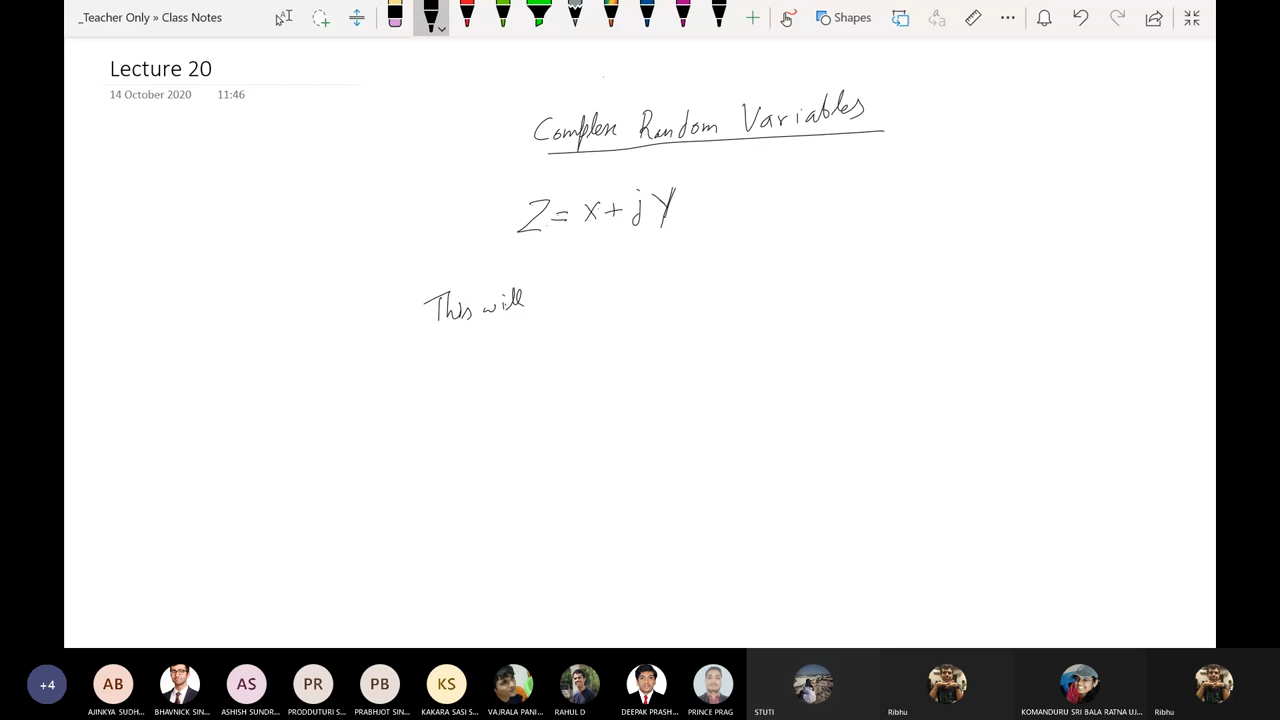 _Teacher Only » Class Notes
Shapes
Lecture 20
14 October 2020 11:46
Complex Random Variables
Z = X + j Y
This will
+4 AB AS PR PB KS
AJINKYA SUDH... BHAVNICK SIN... ASHISH SUNDR... PRODDUTURI S... PRABHJOT SIN... KAKARA SASI S... VAJRALA PANI... RAHUL D DEEPAK PRASH... PRINCE PRAG STUTI Ribhu KOMANDURU SRI BALA RATNA UJ... Ribhu